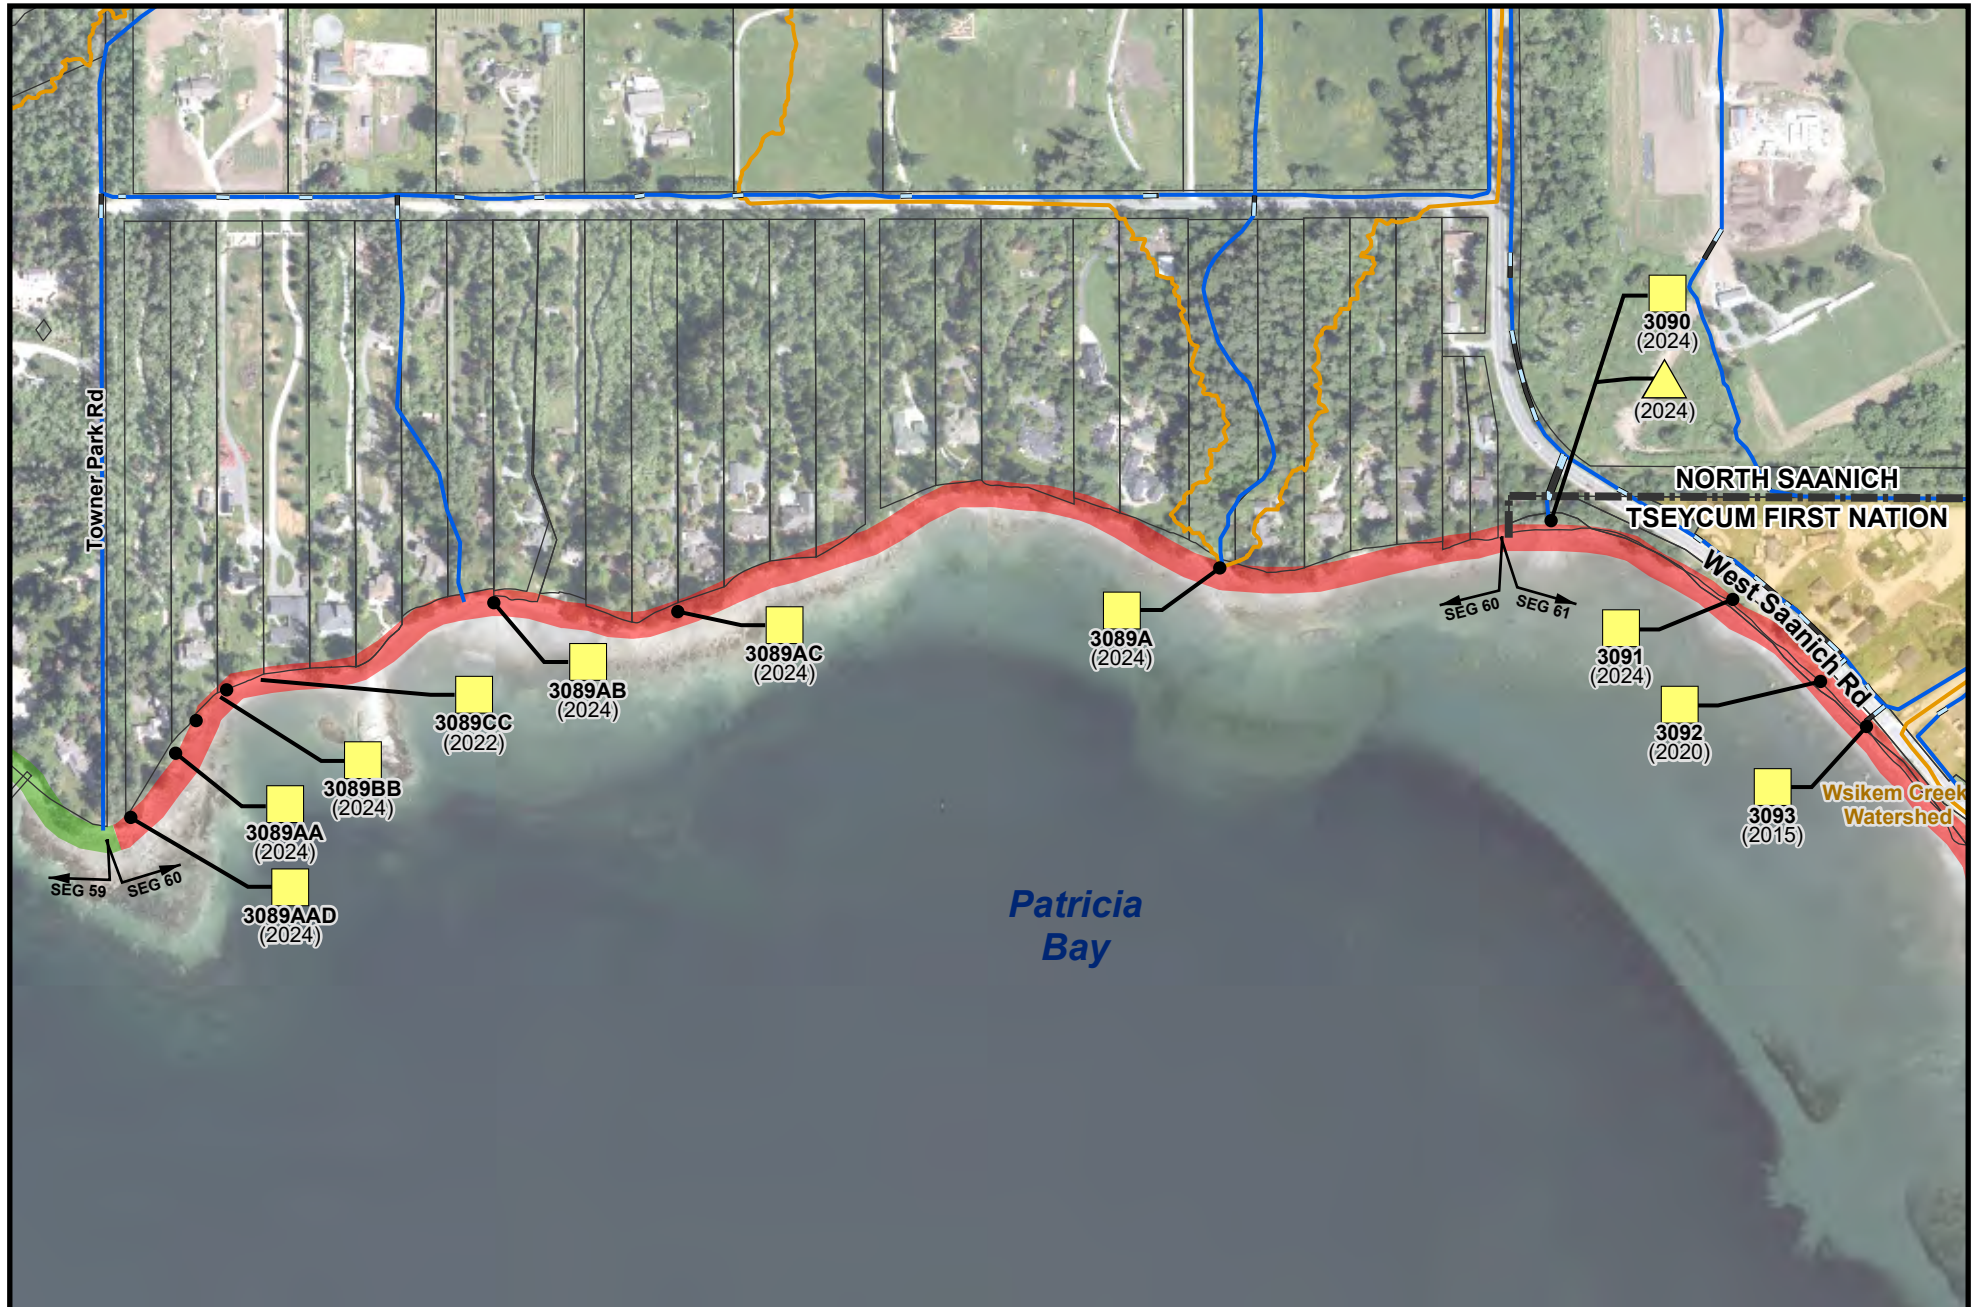 3090
(2024)
(2024)
Towner Park Rd
NORTH SAANICH
TSEYCUM FIRST NATION
West Saanich Rd
SEG 60
SEG 61
3089A
(2024)
3091
(2024)
3089AC
(2024)
3089AB
(2024)
3089CC
(2022)
3092
(2020)
3089BB
(2024)
3093
(2015)
Wsikem Creek
Watershed
3089AA
(2024)
SEG 59
SEG 60
3089AAD
(2024)
Patricia
Bay